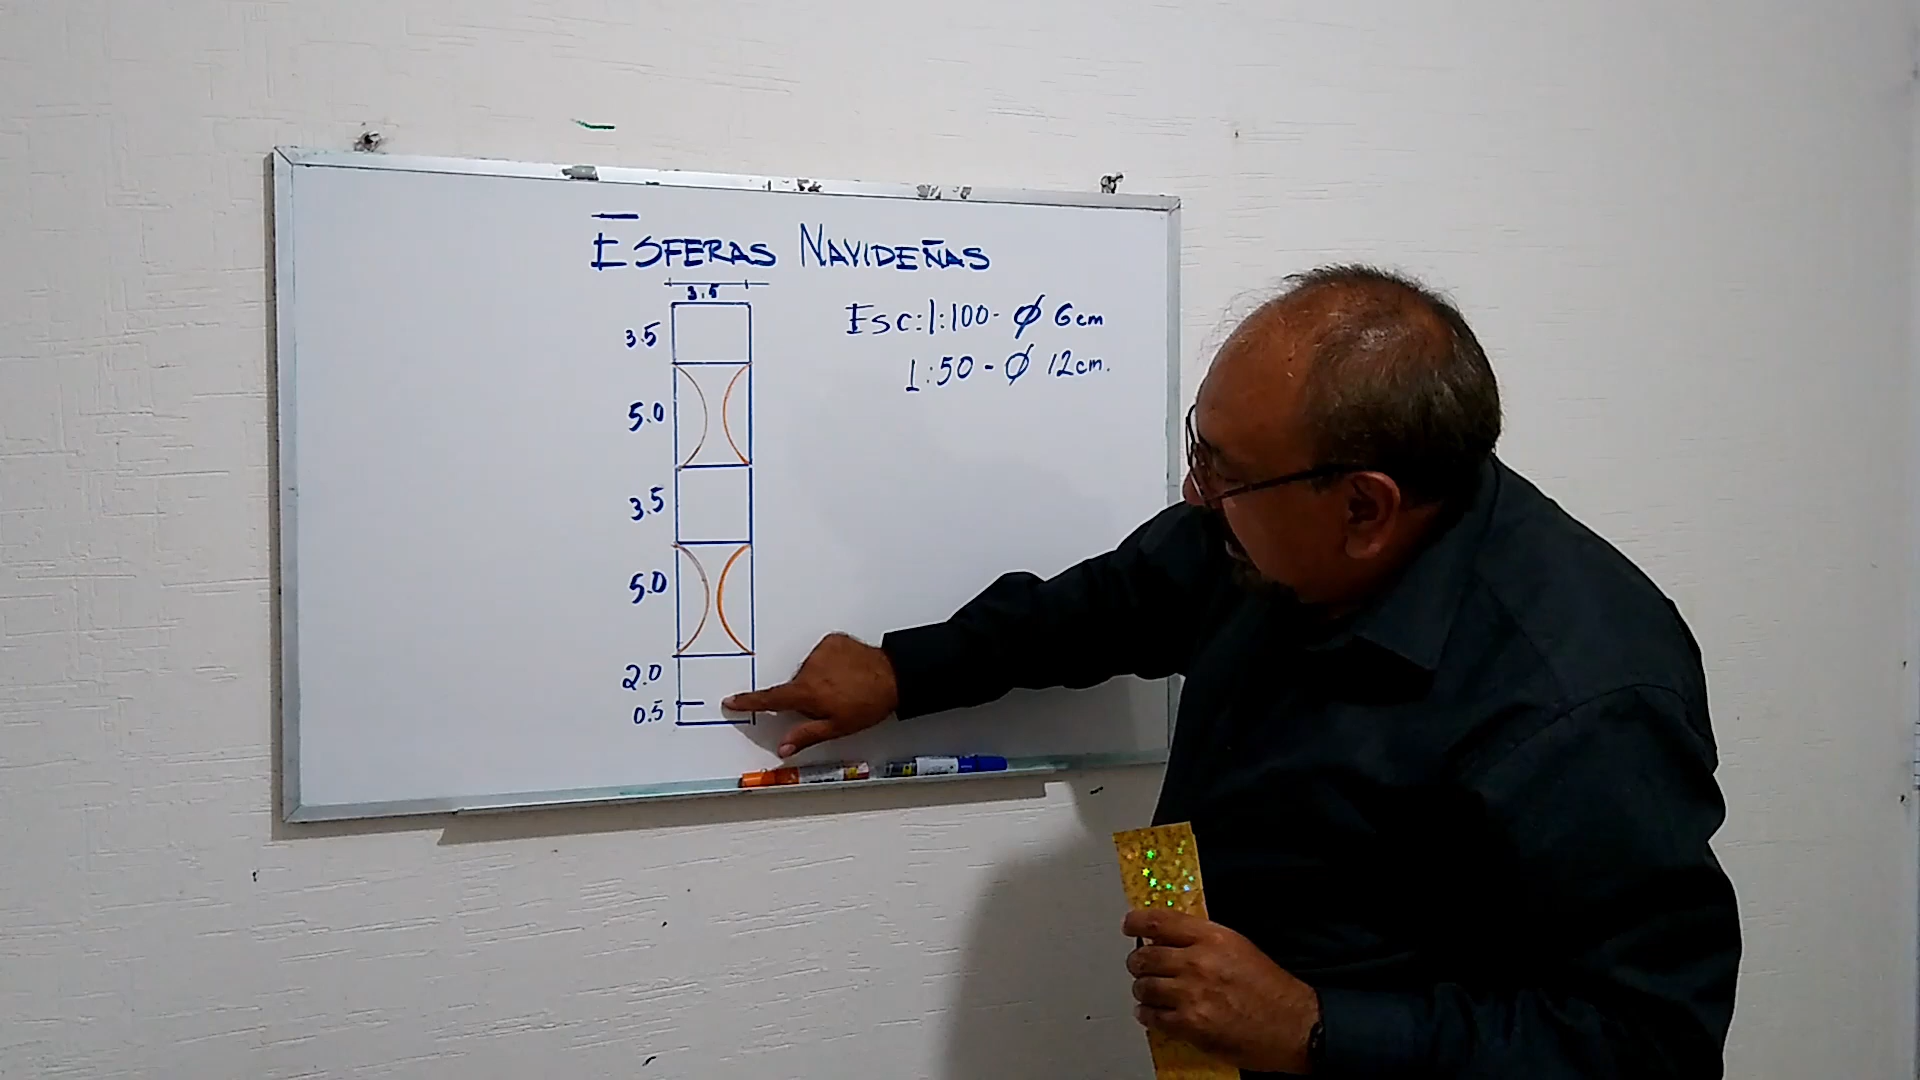 ESFERAS NAVIDEÑAS
3.5
3.5
5.0
3.5
5.0
2.0
0.5
Esc:1:100- Ø 6cm
1:50 - Ø 12cm.